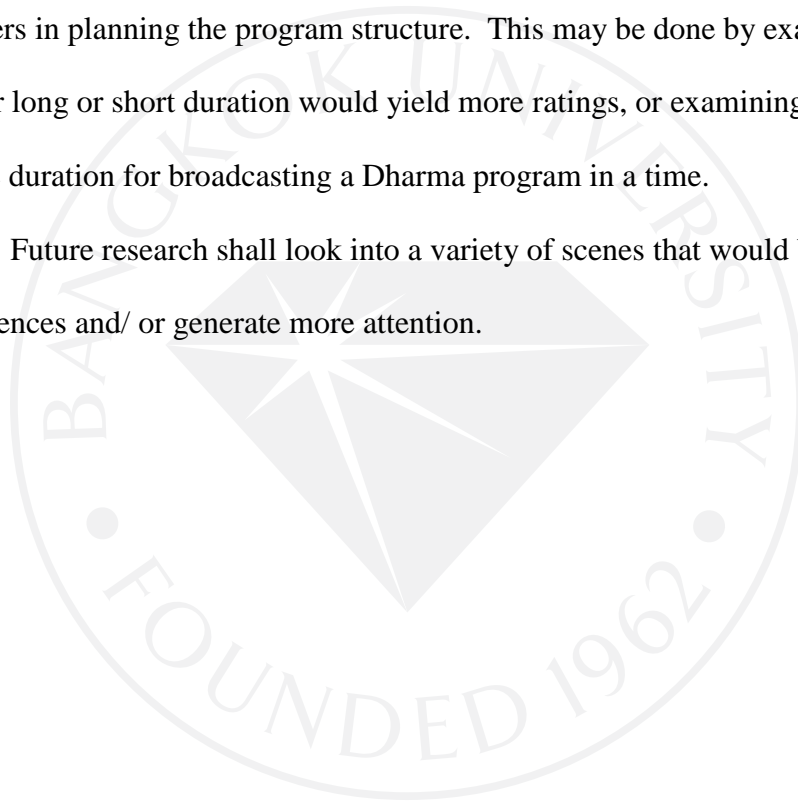 ers in planning the program structure.  This may be done by exa
r long or short duration would yield more ratings, or examining
duration for broadcasting a Dharma program in a time.
Future research shall look into a variety of scenes that would
ences and/ or generate more attention.
BANGKOK UNIVERSITY
• FOUNDED 1962 •